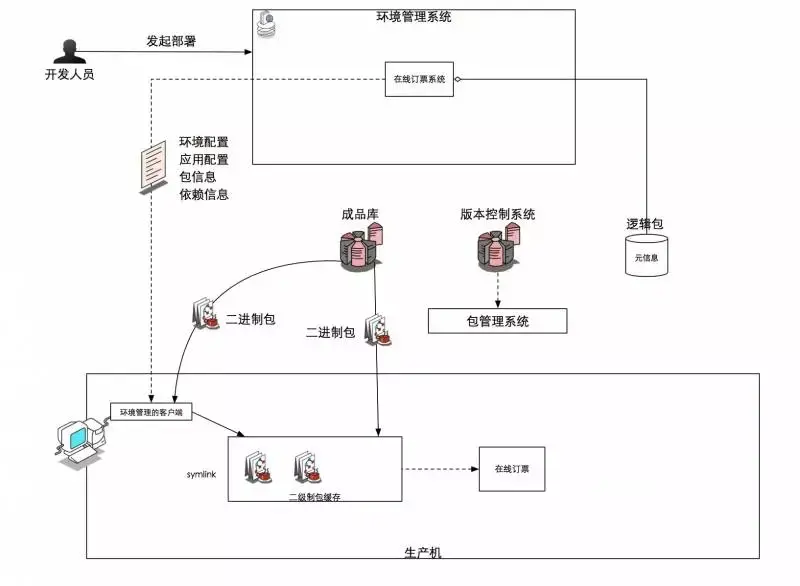 环境管理系统
发起部署
开发人员
在线订票系统
环境配置
应用配置
包信息
依赖信息
成品库
版本控制系统
逻辑包
元信息
二进制包
二进制包
包管理系统
环境管理的客户端
symlink
二级制包缓存
在线订票
生产机